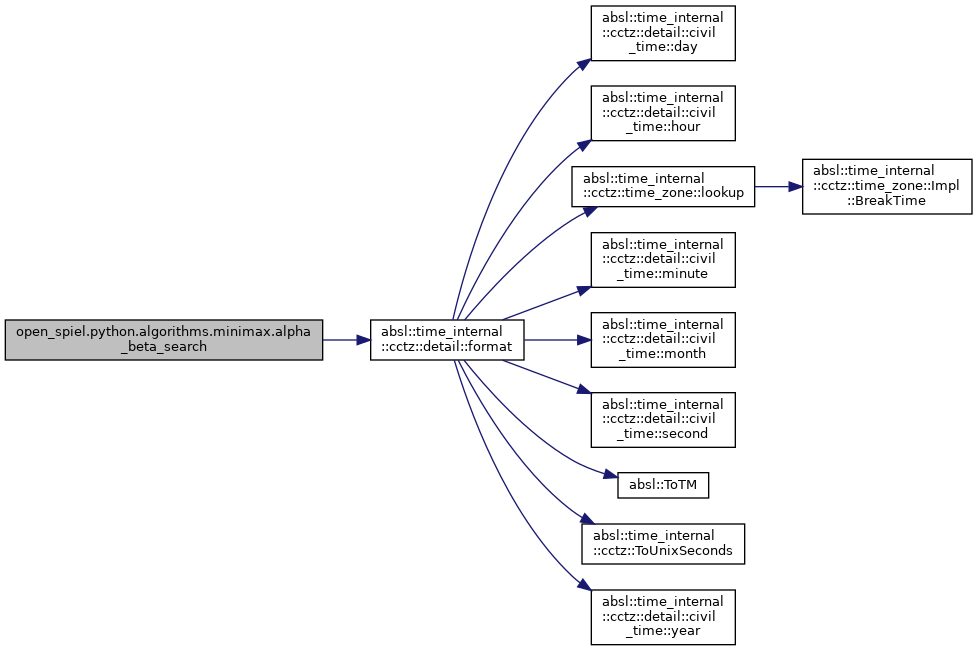 absl::time_internal
::cctz::detail::civil
_time::day
absl::time_internal
::cctz::detail::civil
_time::hour
absl::time_internal
::cctz::time_zone::lookup
absl::time_internal
::cctz::time_zone::Impl
::BreakTime
absl::time_internal
::cctz::detail::civil
_time::minute
open_spiel.python.algorithms.minimax.alpha
_beta_search
absl::time_internal
::cctz::detail::format
absl::time_internal
::cctz::detail::civil
_time::month
absl::time_internal
::cctz::detail::civil
_time::second
absl::ToTM
absl::time_internal
::cctz::ToUnixSeconds
absl::time_internal
::cctz::detail::civil
_time::year